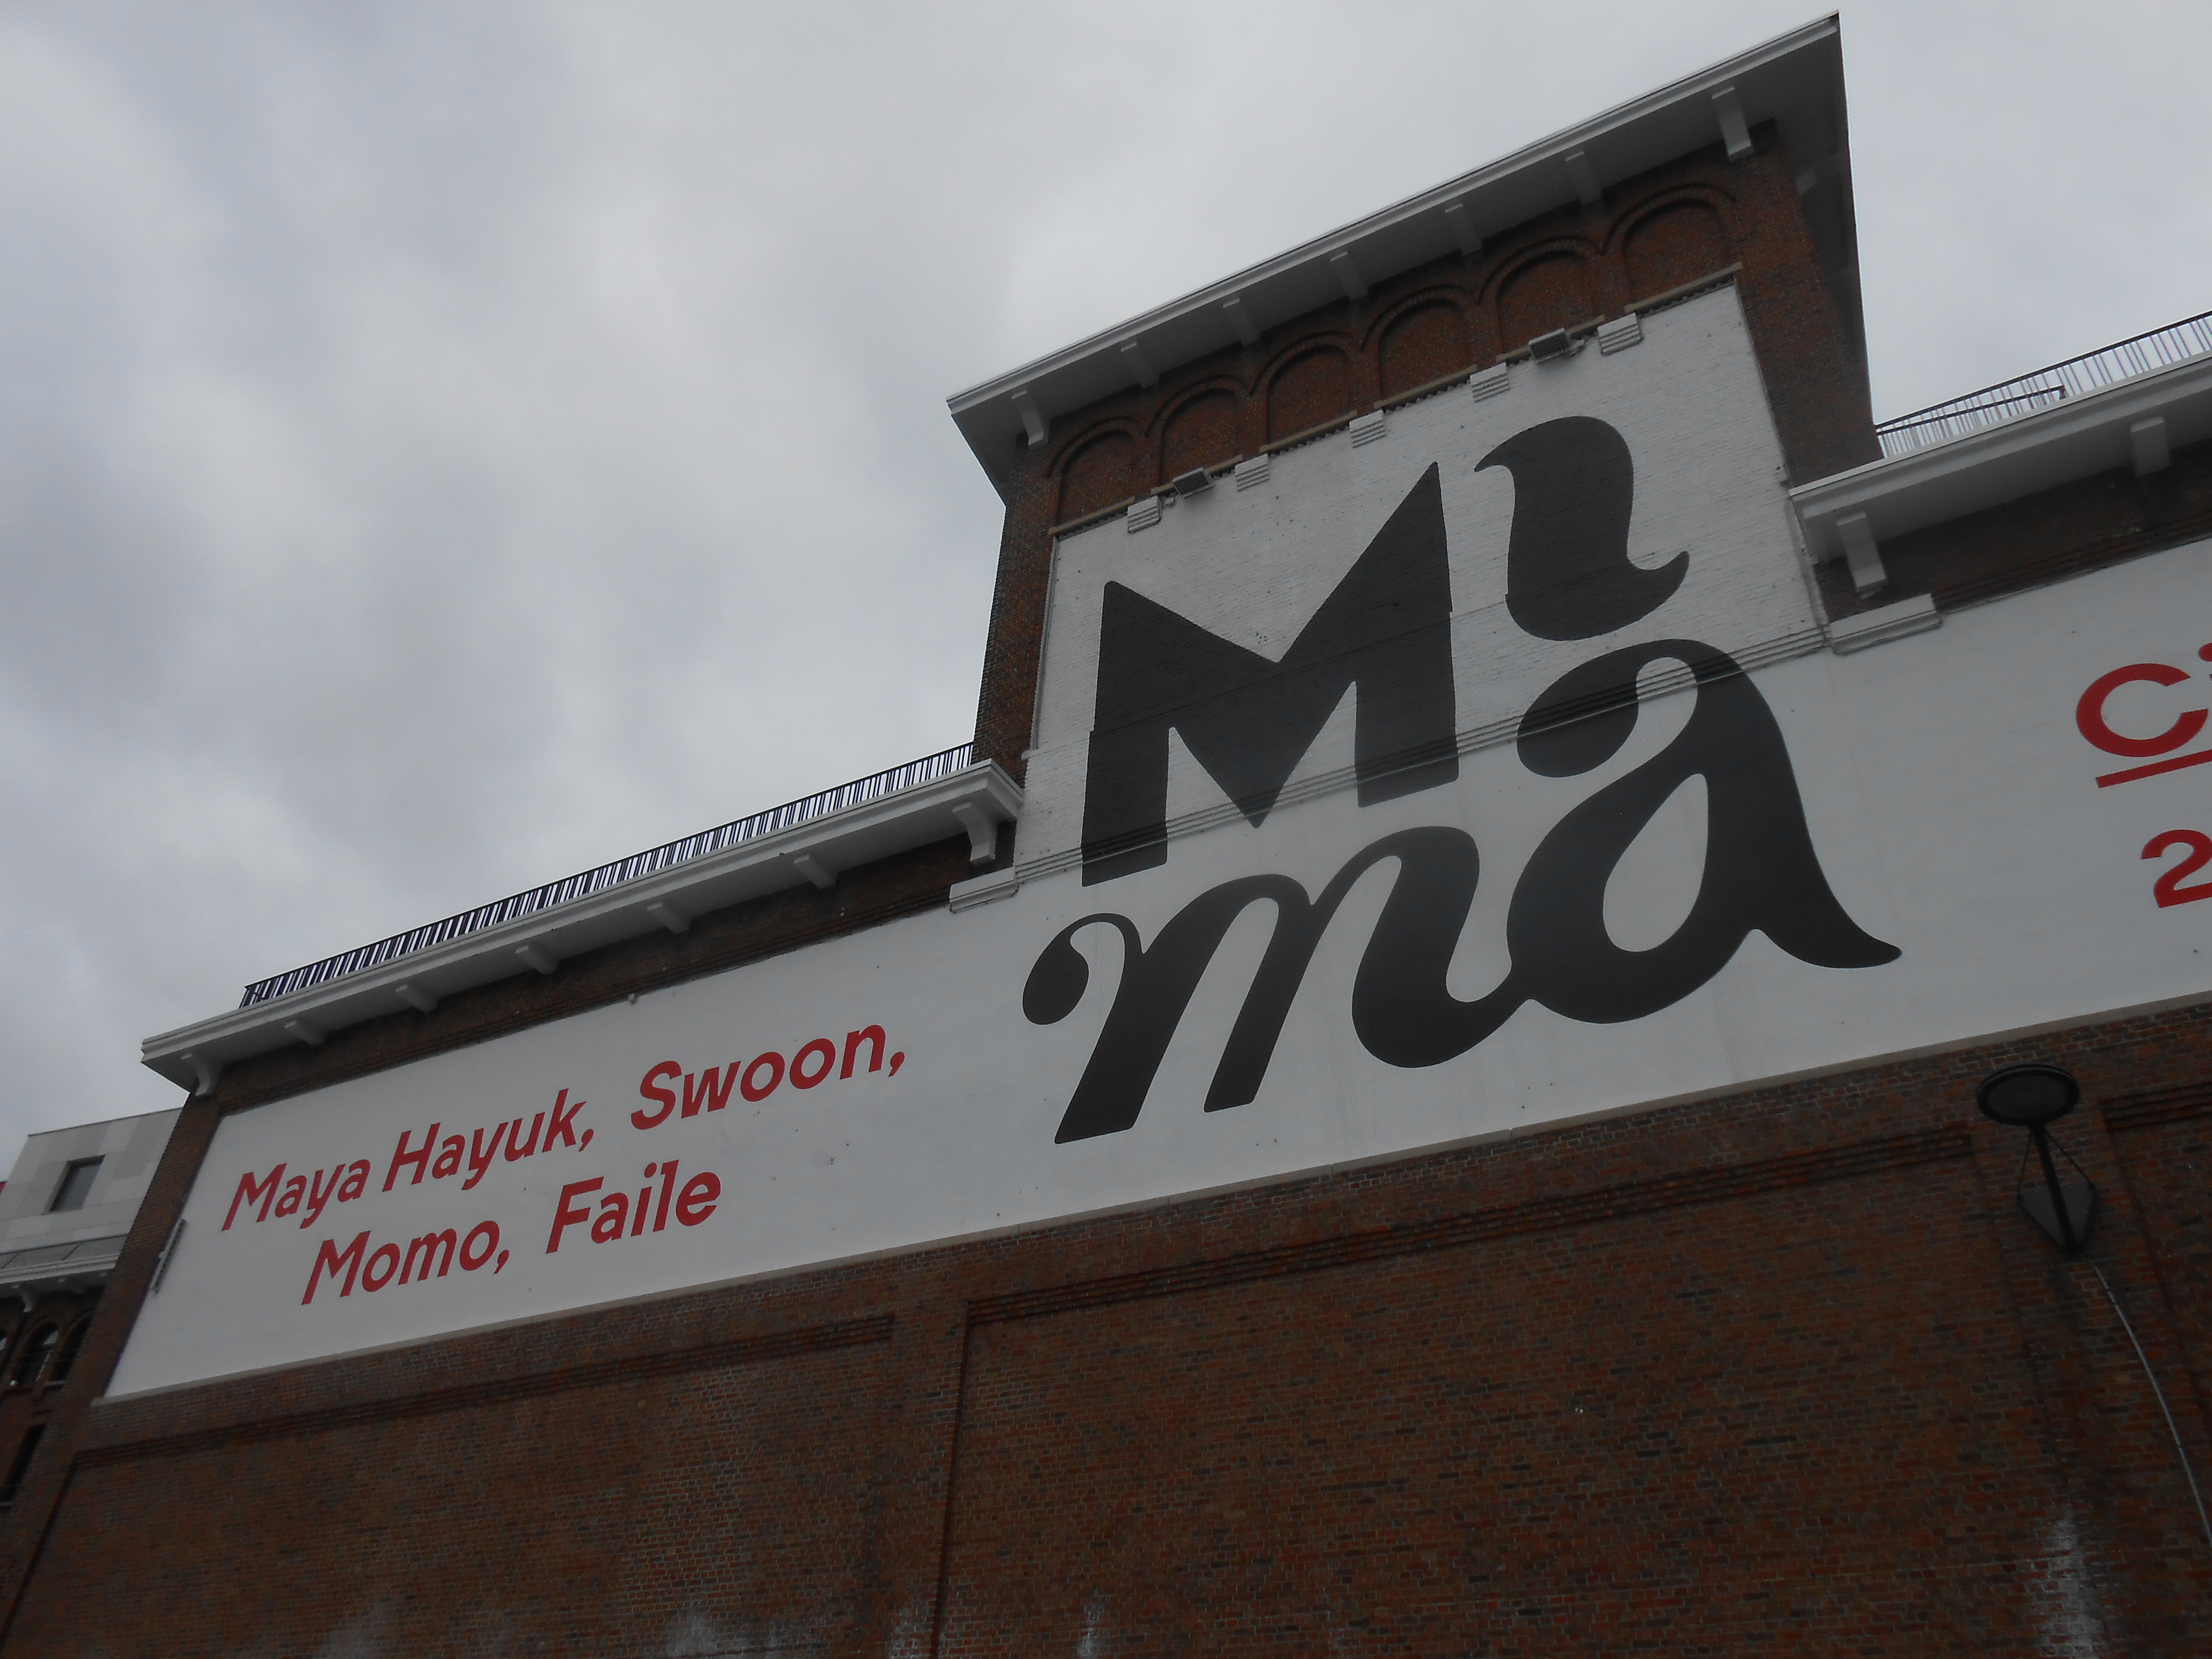 Mi
ma
Maya Hayuk, Swoon,
Momo, Faile